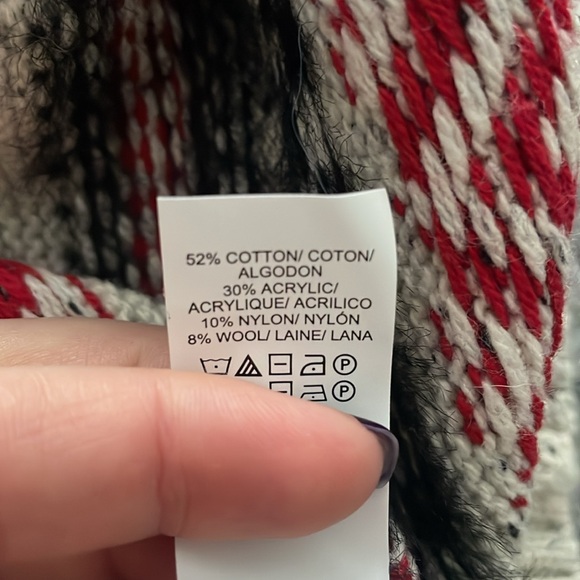 52% COTTON/ COTON/
ALGODON
30% ACRYLIC/
ACRYLIQUE/ ACRILICO
10% NYLON/ NYLÓN
8% WOOL/ LAINE/ LANA
P
P